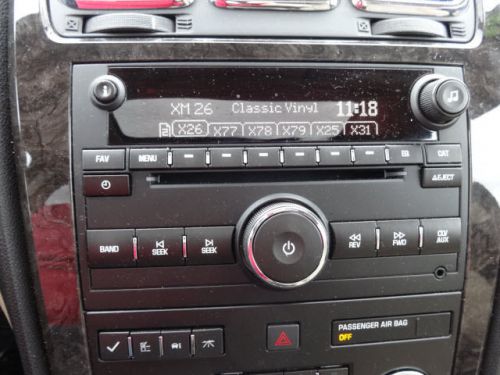 XM 26 Classic Vinyl 11:18
X26 X77 X78 X79 X25 X31
FAV MENU EQ CAT
EJECT
BAND SEEK SEEK REV FWD CD/ AUX
PASSENGER AIR BAG
OFF